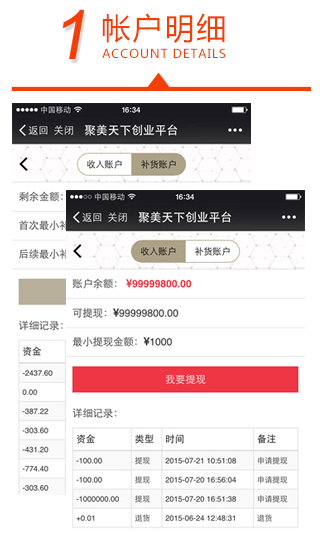 1 帐户明细
ACCOUNT DETAILS
中国移动 16:34
返回 关闭 聚美天下创业平台
收入账户 补货账户
剩余金额：
首次最小补
后续最小补
详细记录：
资金
-2437.60
0.00
-387.22
-303.60
-431.20
-774.40
-303.60
中国移动 16:34
返回 关闭 聚美天下创业平台
收入账户 补货账户
账户余额： ¥99999800.00
可提现：¥99999800.00
最小提现金额：¥1000
我要提现
详细记录：
资金 类型 时间 备注
-100.00 提现 2015-07-21 10:51:08 申请提现
-100.00 提现 2015-07-20 16:56:04 申请提现
-1000000.00 提现 2015-07-20 16:51:38 申请提现
+0.01 退货 2015-06-24 12:48:31 退货